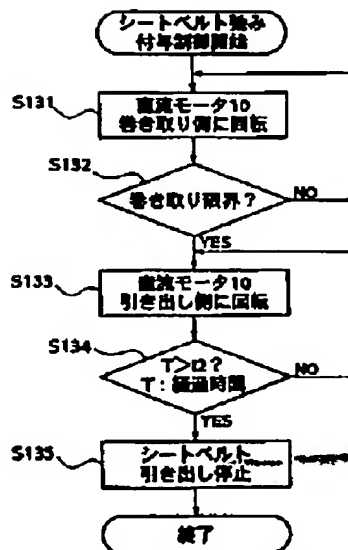 シートベルト弛み
付与制御開始
S131
直流モータ10
巻き取り側に回転
S132
巻き取り限界？
NO
YES
S133
直流モータ10
引き出し側に回転
S134
T>t2？
T：経過時間
NO
YES
S135
シートベルト
引き出し停止
終了